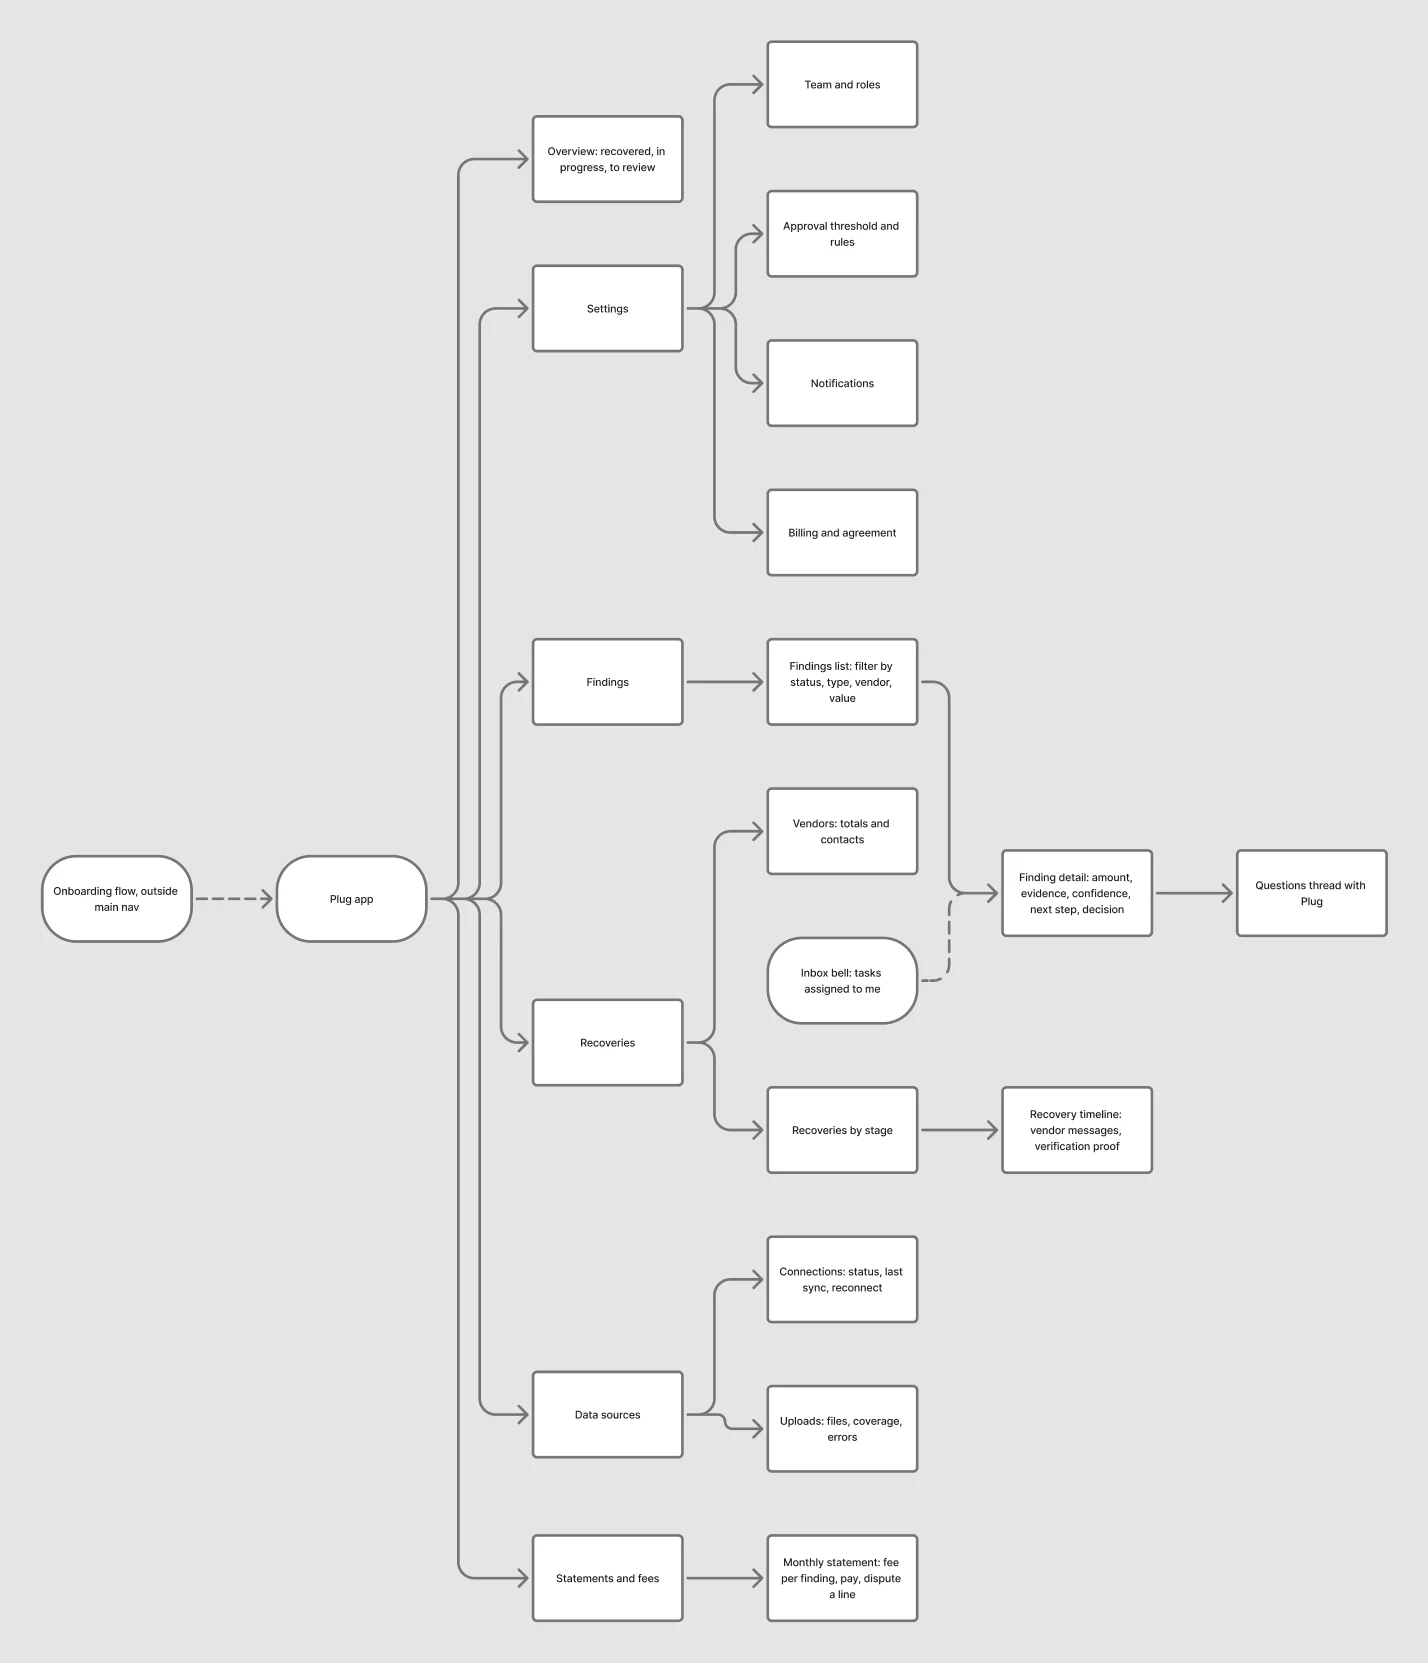 Team and roles
Overview: recovered, in
progress, to review
Approval threshold and
rules
Settings
Notifications
Billing and agreement
Findings
Findings list: filter by
status, type, vendor,
value
Vendors: totals and
contacts
Onboarding flow, outside
main nav
Plug app
Finding detail: amount,
evidence, confidence,
next step, decision
Questions thread with
Plug
Inbox bell: tasks
assigned to me
Recoveries
Recoveries by stage
Recovery timeline:
vendor messages,
verification proof
Connections: status, last
sync, reconnect
Data sources
Uploads: files, coverage,
errors
Statements and fees
Monthly statement: fee
per finding, pay, dispute
a line